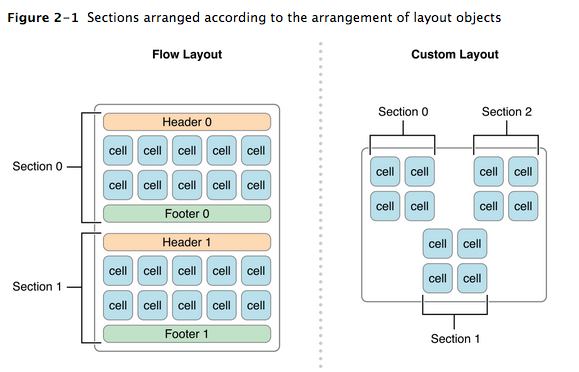 Figure 2-1 Sections arranged according to the arrangement of layout objects
Flow Layout
Section 0
Header 0
cell cell cell cell cell
cell cell cell cell cell
Footer 0
Section 1
Header 1
cell cell cell cell cell
cell cell cell cell cell
Footer 1
Custom Layout
Section 0 Section 2
cell cell cell cell
cell cell cell cell
cell cell
cell cell
Section 1